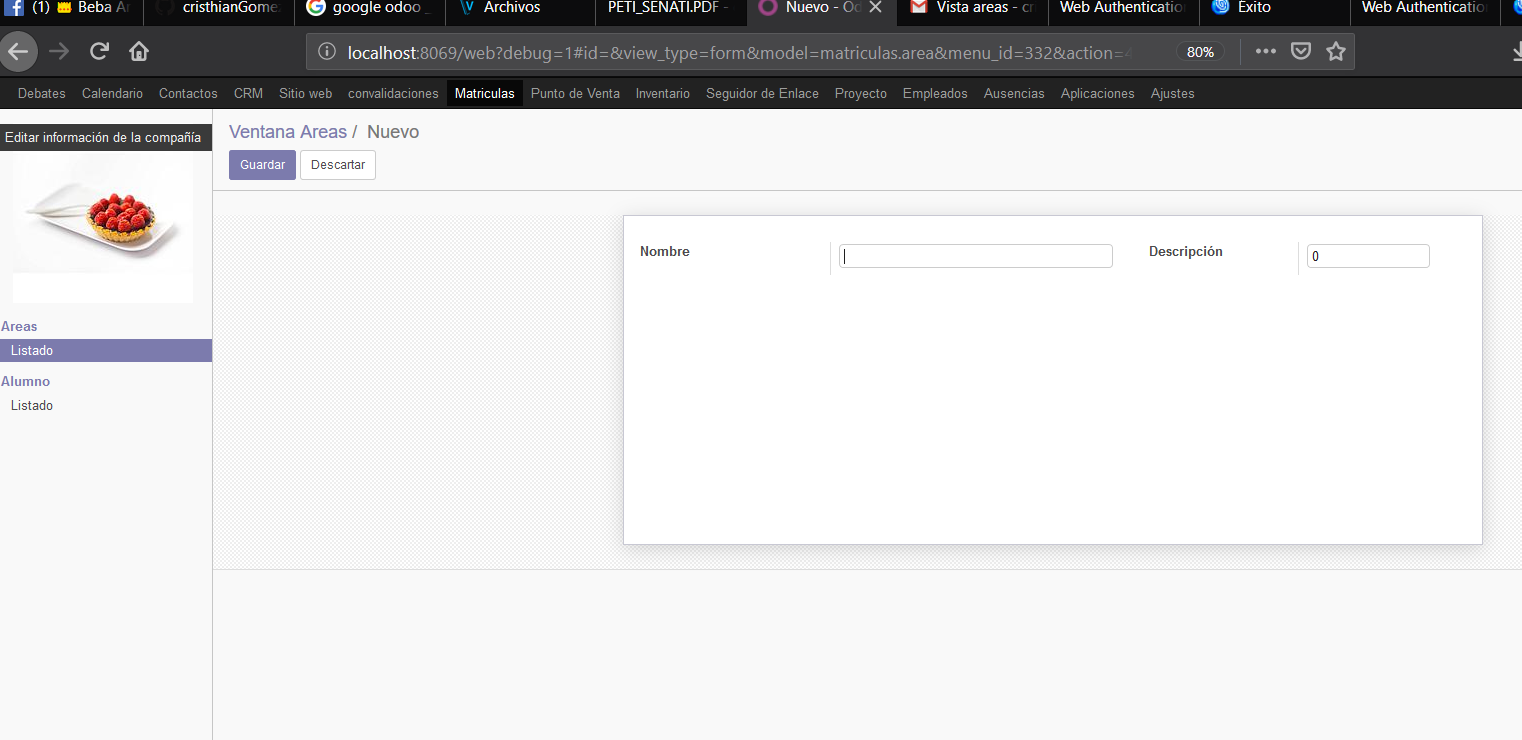 (1) Beba Ar
cristhianGome
google odoo
Archivos
PETI_SENATI.PDF -
Nuevo - Od
Vista areas - cr
Web Authenticatio
Éxito
Web Authenticatio
localhost:8069/web?debug=1#id=&view_type=form&model=matriculas.area&menu_id=332&action=4
80%
Debates Calendario Contactos CRM Sitio web convalidaciones Matriculas Punto de Venta Inventario Seguidor de Enlace Proyecto Empleados Ausencias Aplicaciones Ajustes
Editar información de la compañía
Ventana Areas / Nuevo
Guardar Descartar
Nombre
Descripción 0
Areas
Listado
Alumno
Listado